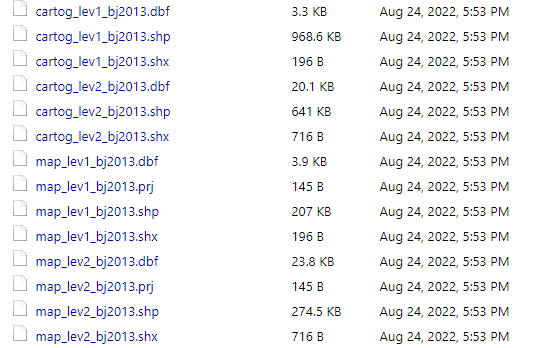 cartog_lev1_bj2013.dbf 3.3 KB Aug 24, 2022, 5:53 PM
cartog_lev1_bj2013.shp 968.6 KB Aug 24, 2022, 5:53 PM
cartog_lev1_bj2013.shx 196 B Aug 24, 2022, 5:53 PM
cartog_lev2_bj2013.dbf 20.1 KB Aug 24, 2022, 5:53 PM
cartog_lev2_bj2013.shp 641 KB Aug 24, 2022, 5:53 PM
cartog_lev2_bj2013.shx 716 B Aug 24, 2022, 5:53 PM
map_lev1_bj2013.dbf 3.9 KB Aug 24, 2022, 5:53 PM
map_lev1_bj2013.prj 145 B Aug 24, 2022, 5:53 PM
map_lev1_bj2013.shp 207 KB Aug 24, 2022, 5:53 PM
map_lev1_bj2013.shx 196 B Aug 24, 2022, 5:53 PM
map_lev2_bj2013.dbf 23.8 KB Aug 24, 2022, 5:53 PM
map_lev2_bj2013.prj 145 B Aug 24, 2022, 5:53 PM
map_lev2_bj2013.shp 274.5 KB Aug 24, 2022, 5:53 PM
map_lev2_bj2013.shx 716 B Aug 24, 2022, 5:53 PM